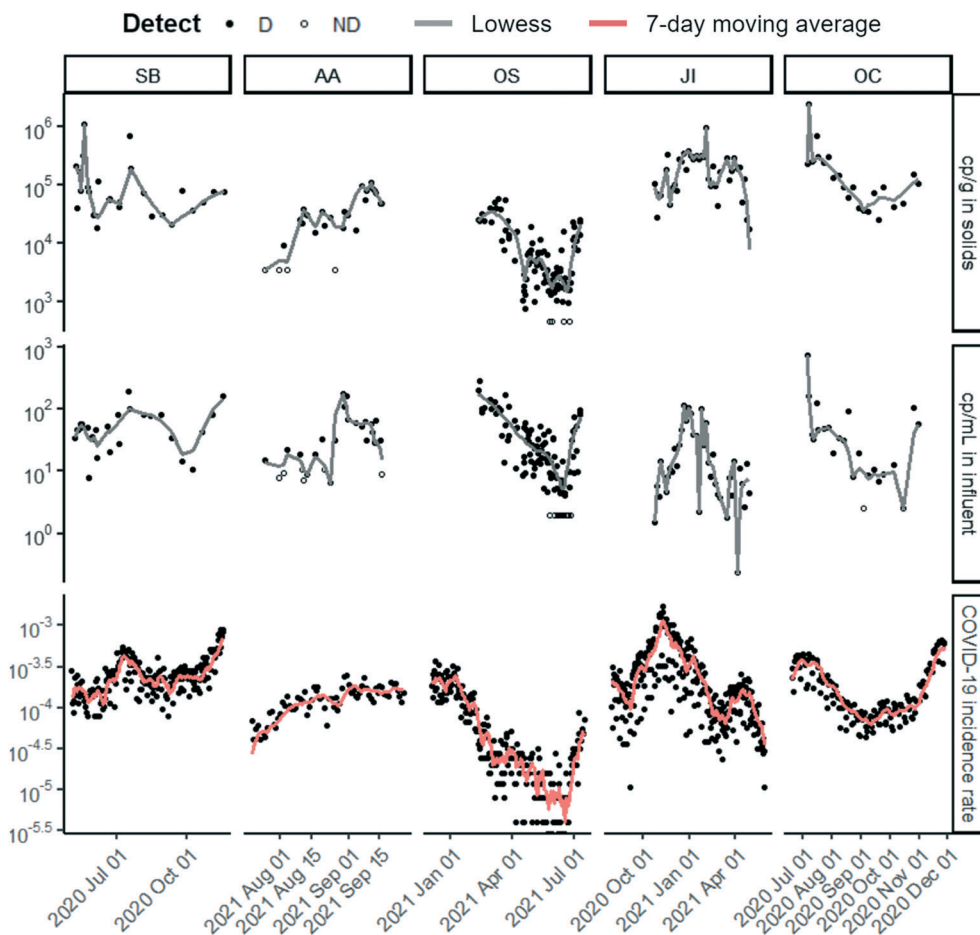 Detect D ND Lowess 7-day moving average
SB AA OS JI OC
10^6
10^5
10^4
10^3
cp/g in solids
10^3
10^2
10^1
10^0
cp/mL in influent
10^-3
10^-3.5
10^-4
10^-4.5
10^-5
10^-5.5
COVID-19 incidence rate
2020 Jul 01
2020 Oct 01
2021 Aug 01
2021 Aug 15
2021 Sep 01
2021 Sep 15
2021 Jan 01
2021 Apr 01
2021 Jul 01
2020 Oct 01
2021 Jan 01
2021 Apr 01
2020 Jul 01
2020 Aug 01
2020 Sep 01
2020 Oct 01
2020 Nov 01
2020 Dec 01